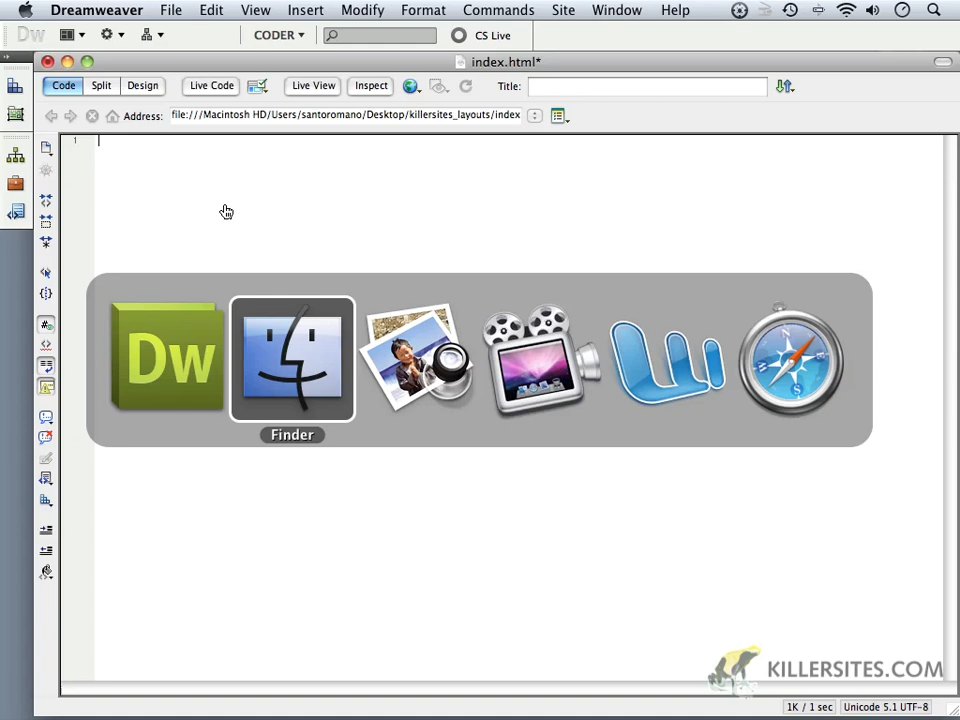 Dreamweaver File Edit View Insert Modify Format Commands Site Window Help
Dw CODER CS Live
index.html*
Code Split Design Live Code Live View Inspect Title:
Address: file:///Macintosh HD/Users/santoromano/Desktop/killersites_layouts/index
1
Dw
Finder
KILLERSITES.COM
1K / 1 sec Unicode 5.1 UTF-8